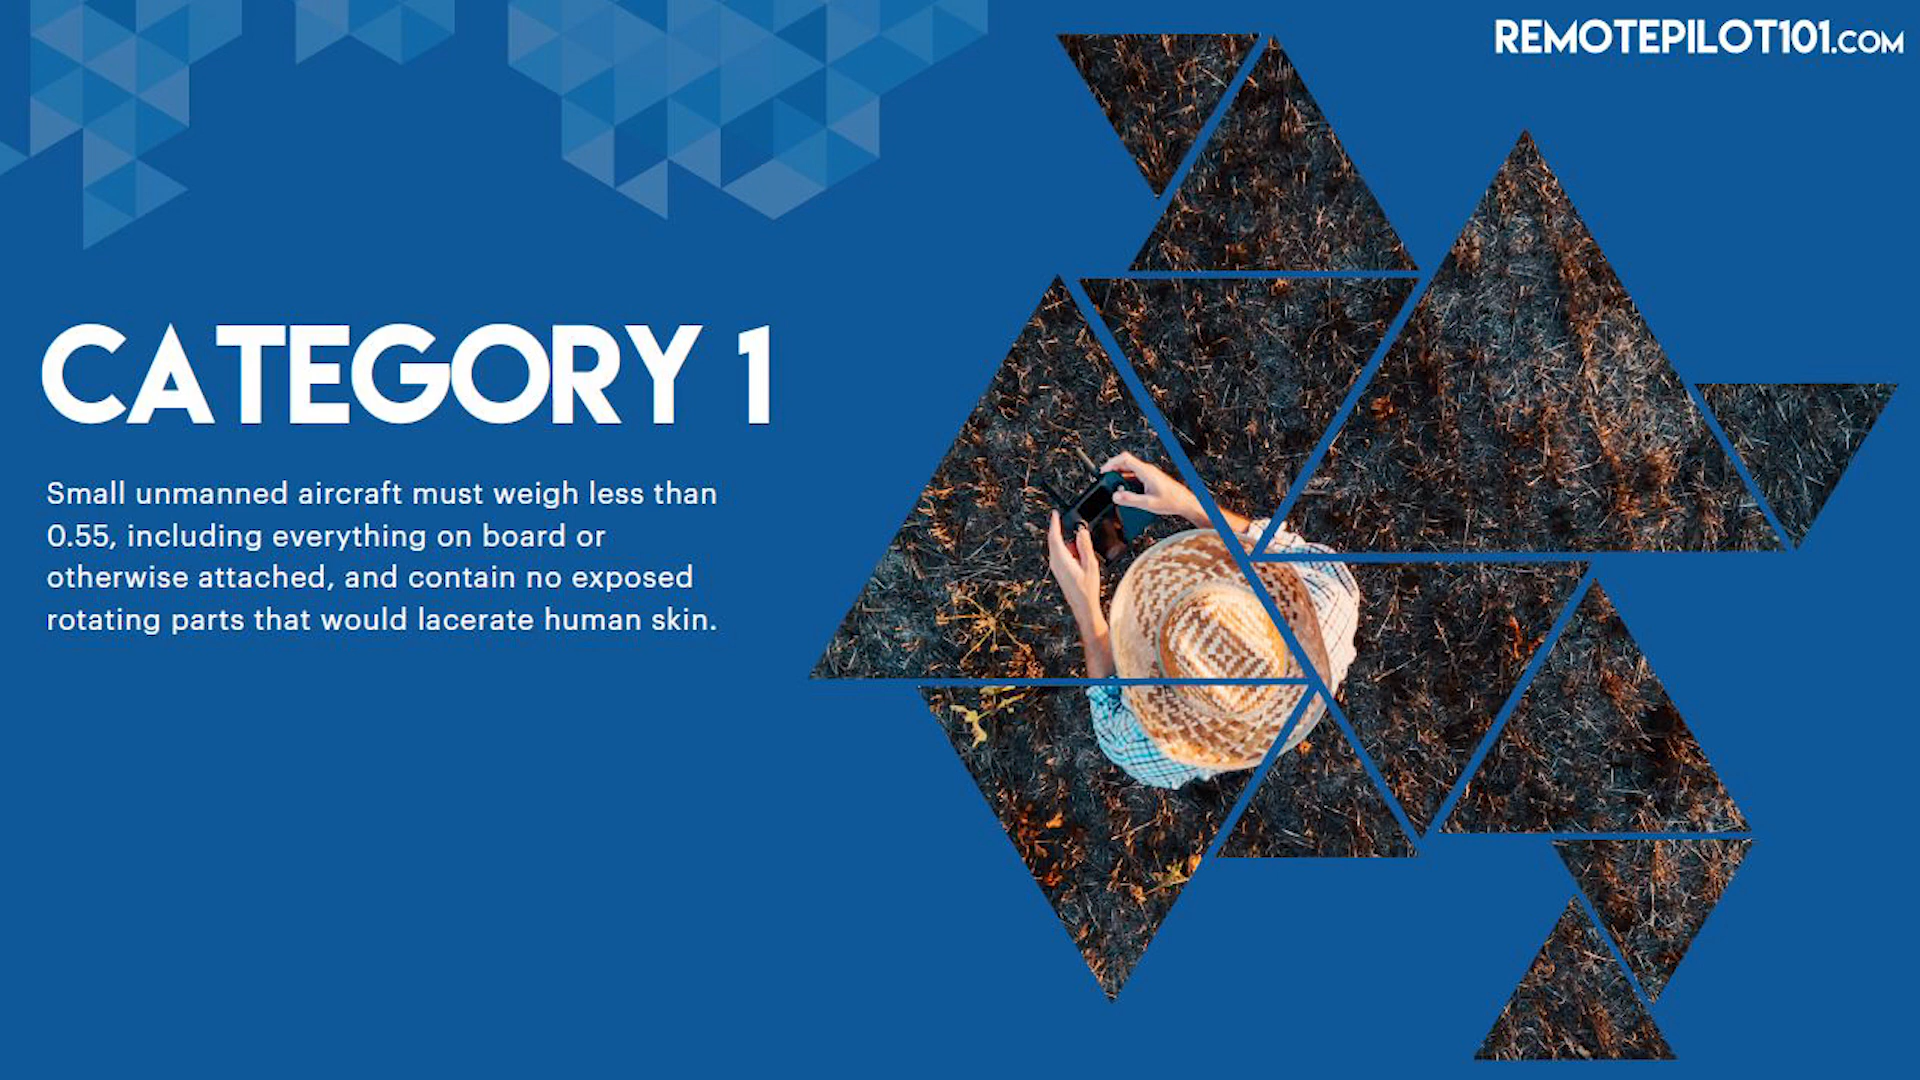 REMOTEPILOT101.COM
CATEGORY 1
Small unmanned aircraft must weigh less than
0.55, including everything on board or
otherwise attached, and contain no exposed
rotating parts that would lacerate human skin.